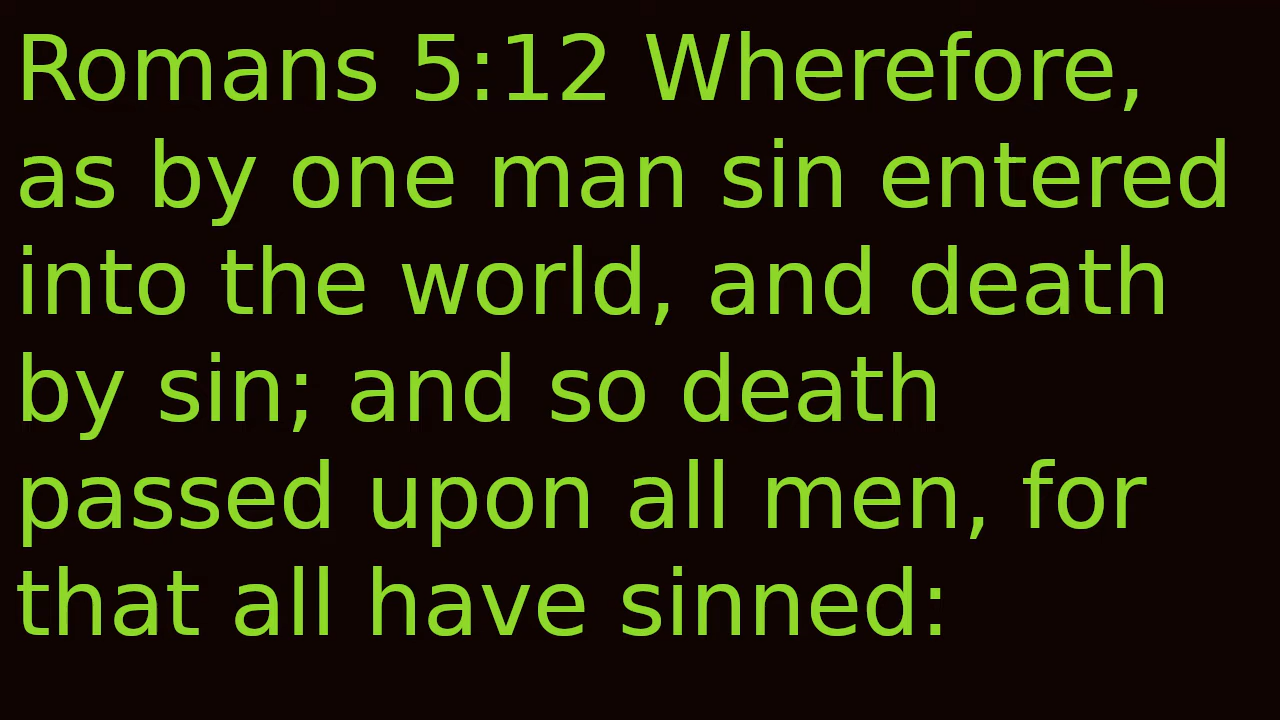 Romans 5:12 Wherefore,
as by one man sin entered
into the world, and death
by sin; and so death
passed upon all men, for
that all have sinned: